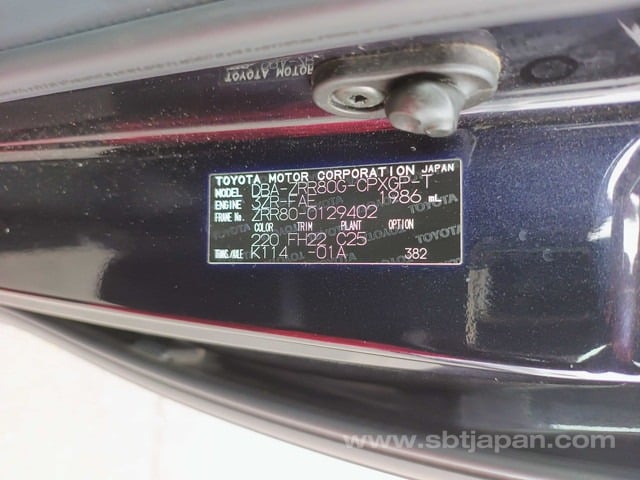 TOYOTA MOTOR CORPORATION JAPAN
MODEL DBA-ZRR80G-CPXGP-T
ENGINE 3ZR-FAE 1986 mL
FRAME No. ZRR80-0129402
COLOR TRIM PLANT OPTION
220 FH22 C25
TRANS/AXLE K114 -01A 382
www.sbtjapan.com